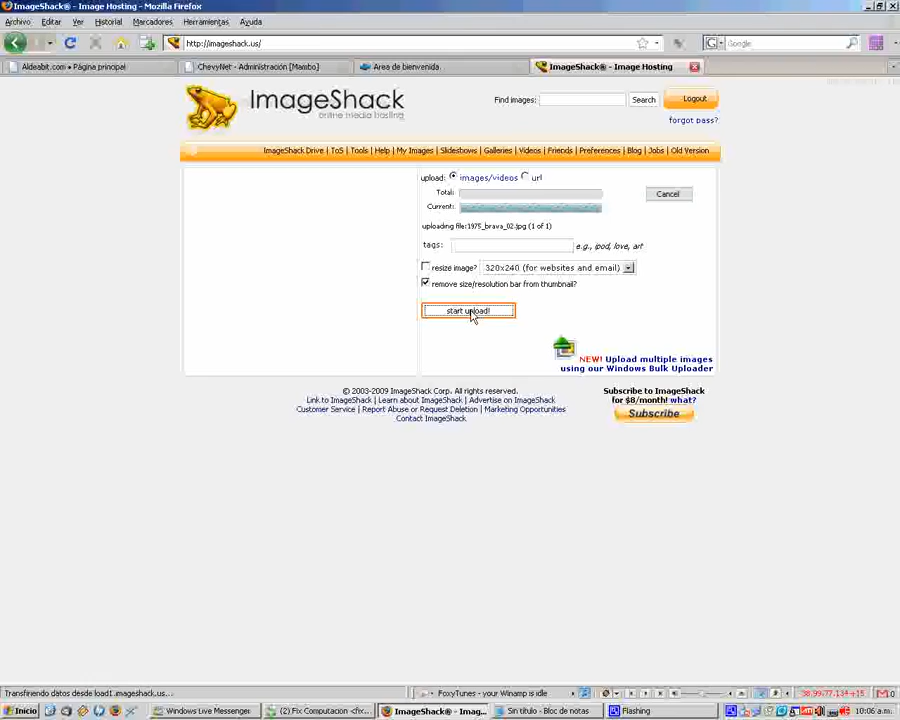 ImageShack® - Image Hosting - Mozilla Firefox
Archivo Editar Ver Historial Marcadores Herramientas Ayuda
http://imageshack.us/
Google
Aldeabit.com • Página principal
ChevyNet - Administración [Mambo]
Area de bienvenida.
ImageShack® - Image Hosting
ImageShack
online media hosting
Find images: Search Logout
forgot pass?
ImageShack Drive | ToS | Tools | Help | My Images | Slideshows | Galleries | Videos | Friends | Preferences | Blog | Jobs | Old Version
upload: images/videos url
Total:
Cancel
Current:
uploading file:1975_brava_02.jpg (1 of 1)
tags: e.g., ipod, love, art
resize image? 320x240 (for websites and email)
remove size/resolution bar from thumbnail?
start upload!
NEW! Upload multiple images
using our Windows Bulk Uploader
© 2003-2009 ImageShack Corp. All rights reserved.
Link to ImageShack | Learn about ImageShack | Advertise on ImageShack
Customer Service | Report Abuse or Request Deletion | Marketing Opportunities
Contact ImageShack
Subscribe to ImageShack
for $8/month! what?
Subscribe
Transfiriendo datos desde load1.imageshack.us...
FoxyTunes - your Winamp is idle
38.99.77.134=15
0
Inicio
Windows Live Messenger
(2) Fix Computacion <fix...
ImageShack® - Imag...
Sin título - Bloc de notas
Flashing
10:06 a.m.